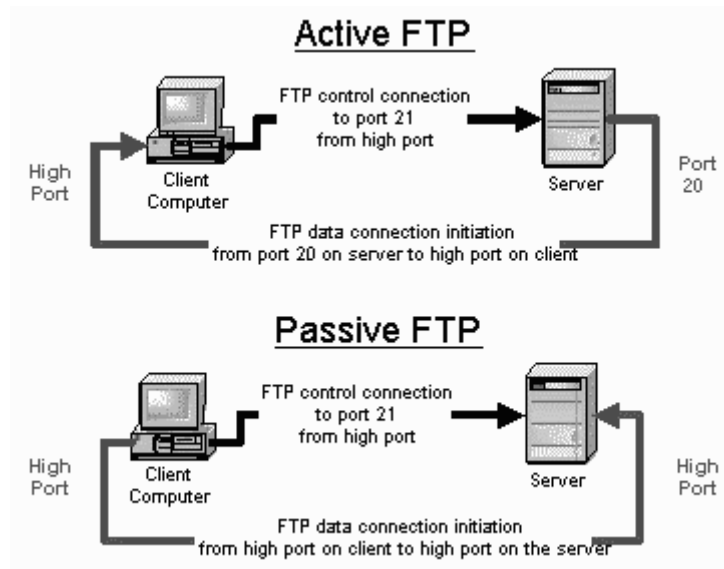 Active FTP
FTP control connection
to port 21
from high port
High
Port
Client
Computer
Server
Port
20
FTP data connection initiation
from port 20 on server to high port on client
Passive FTP
FTP control connection
to port 21
from high port
High
Port
Client
Computer
Server
High
Port
FTP data connection initiation
from high port on client to high port on the server